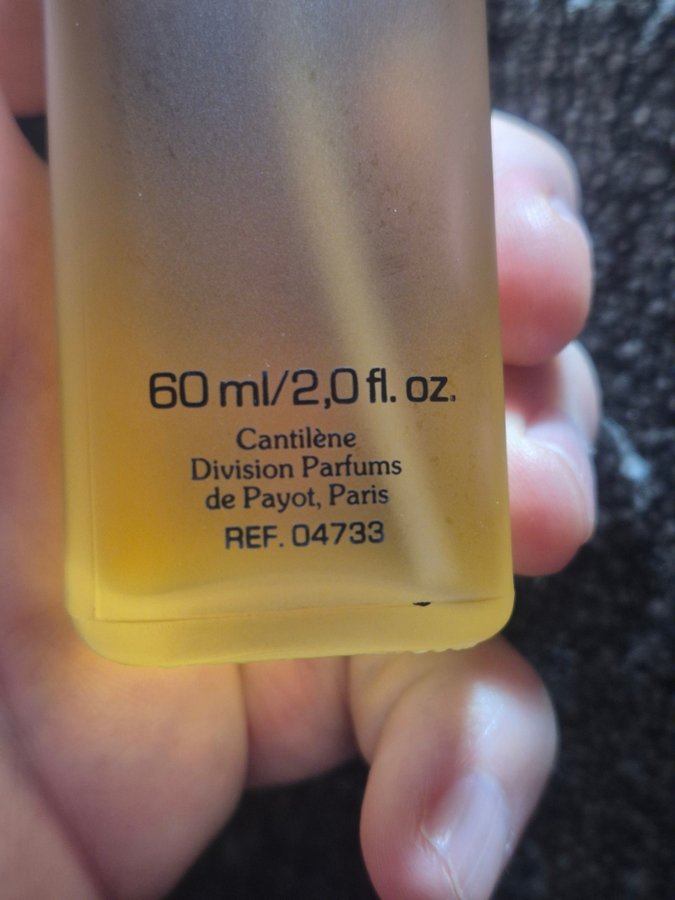 60 ml/2,0 fl. oz.
Cantilène
Division Parfums
de Payot, Paris
REF. 04733